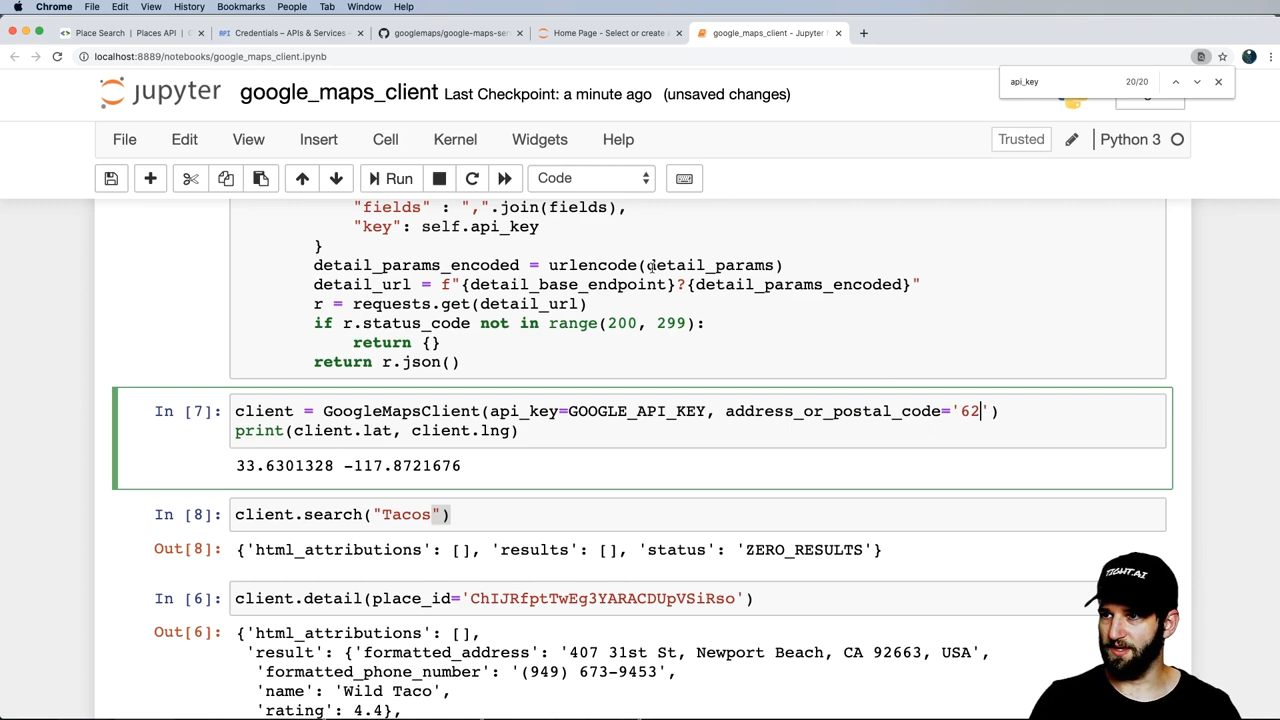 Chrome File Edit View History Bookmarks People Tab Window Help
Place Search | Places API
Credentials – APIs & Services –
googlemaps/google-maps-ser
Home Page - Select or create a
google_maps_client - Jupyter N
localhost:8889/notebooks/google_maps_client.ipynb
api_key 20/20
jupyter google_maps_client Last Checkpoint: a minute ago (unsaved changes)
File Edit View Insert Cell Kernel Widgets Help
Trusted Python 3
Run Code
"fields" : ",".join(fields),
"key": self.api_key
}
detail_params_encoded = urlencode(detail_params)
detail_url = f"{detail_base_endpoint}?{detail_params_encoded}"
r = requests.get(detail_url)
if r.status_code not in range(200, 299):
return {}
return r.json()
In [7]: client = GoogleMapsClient(api_key=GOOGLE_API_KEY, address_or_postal_code='62')
print(client.lat, client.lng)
33.6301328 -117.8721676
In [8]: client.search("Tacos")
Out[8]: {'html_attributions': [], 'results': [], 'status': 'ZERO_RESULTS'}
In [6]: client.detail(place_id='ChIJRfptTwEg3YARACDUpVSiRso')
Out[6]: {'html_attributions': [],
'result': {'formatted_address': '407 31st St, Newport Beach, CA 92663, USA',
'formatted_phone_number': '(949) 673-9453',
'name': 'Wild Taco',
'rating': 4.4},
TIGHT.AI